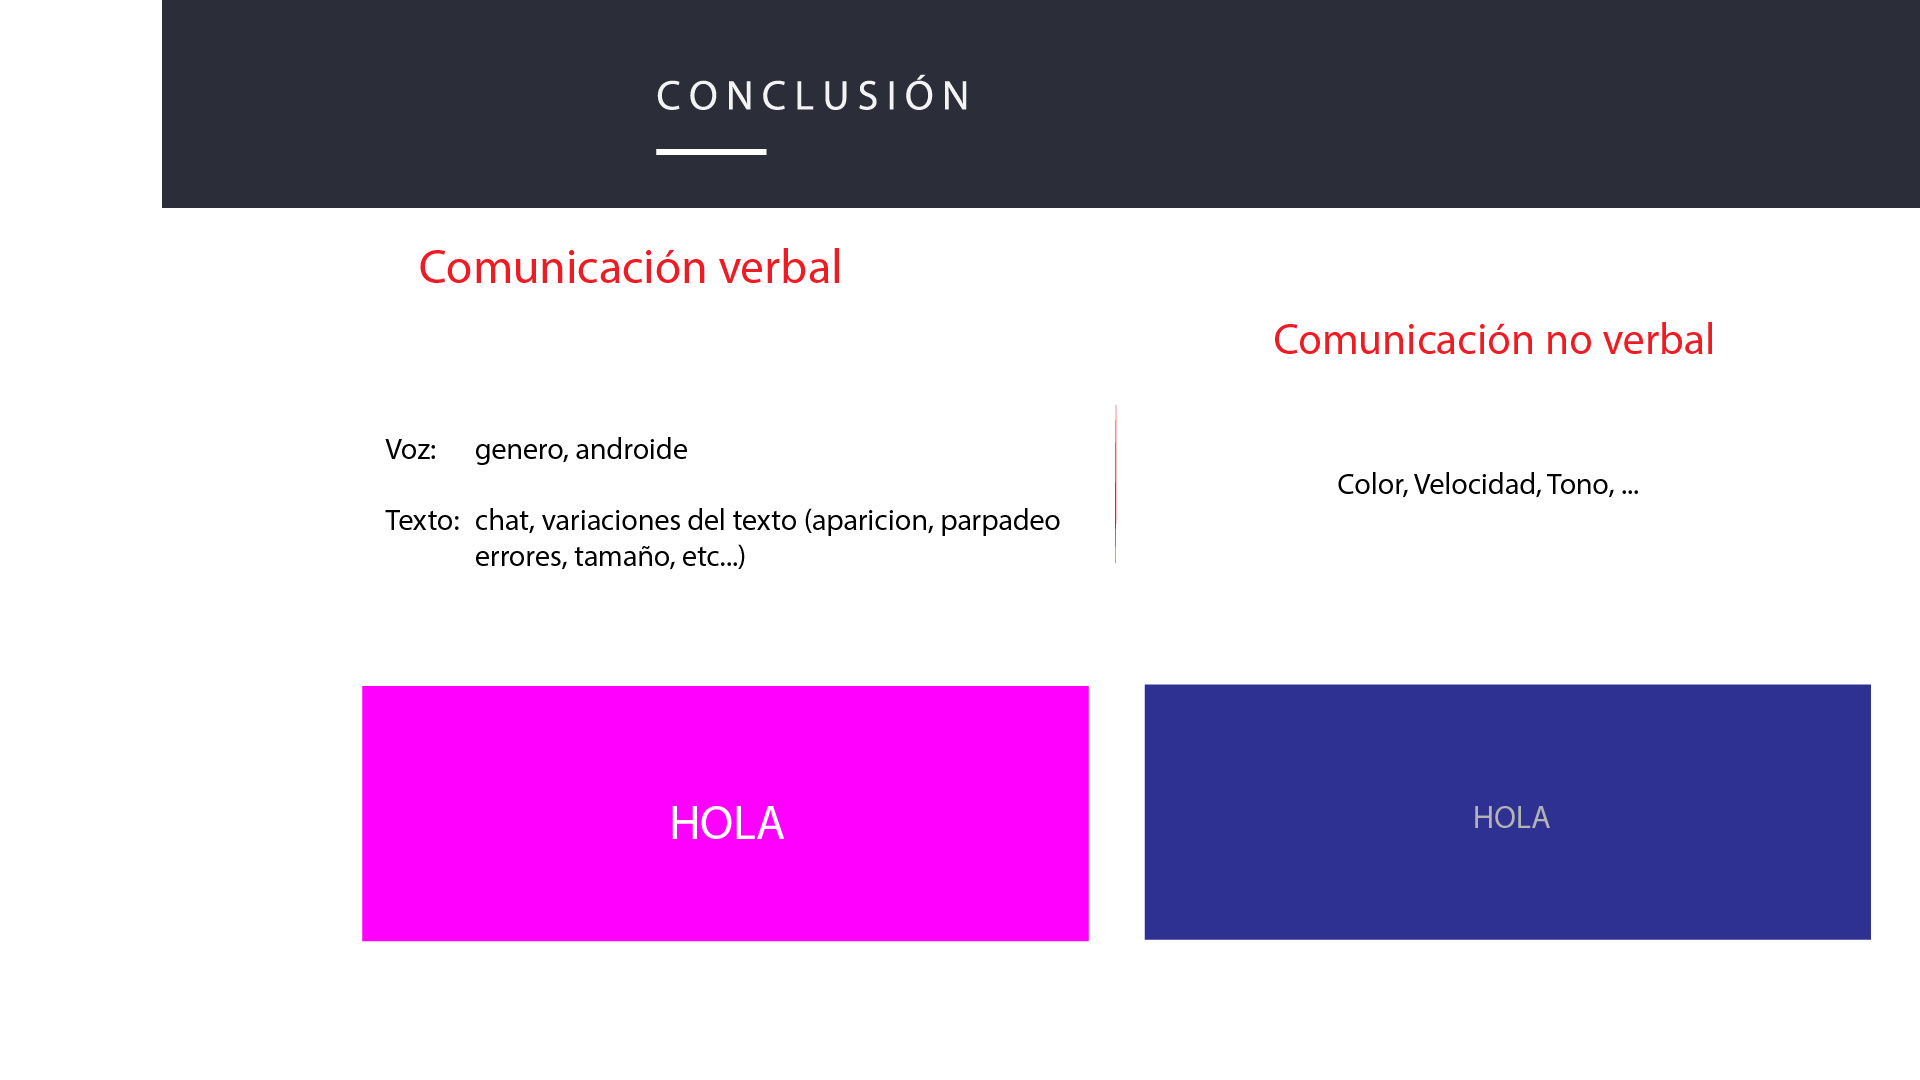 CONCLUSIÓN
Comunicación verbal
Voz: genero, androide
Texto: chat, variaciones del texto (aparicion, parpadeo
errores, tamaño, etc...)
Comunicación no verbal
Color, Velocidad, Tono, ...
HOLA
HOLA